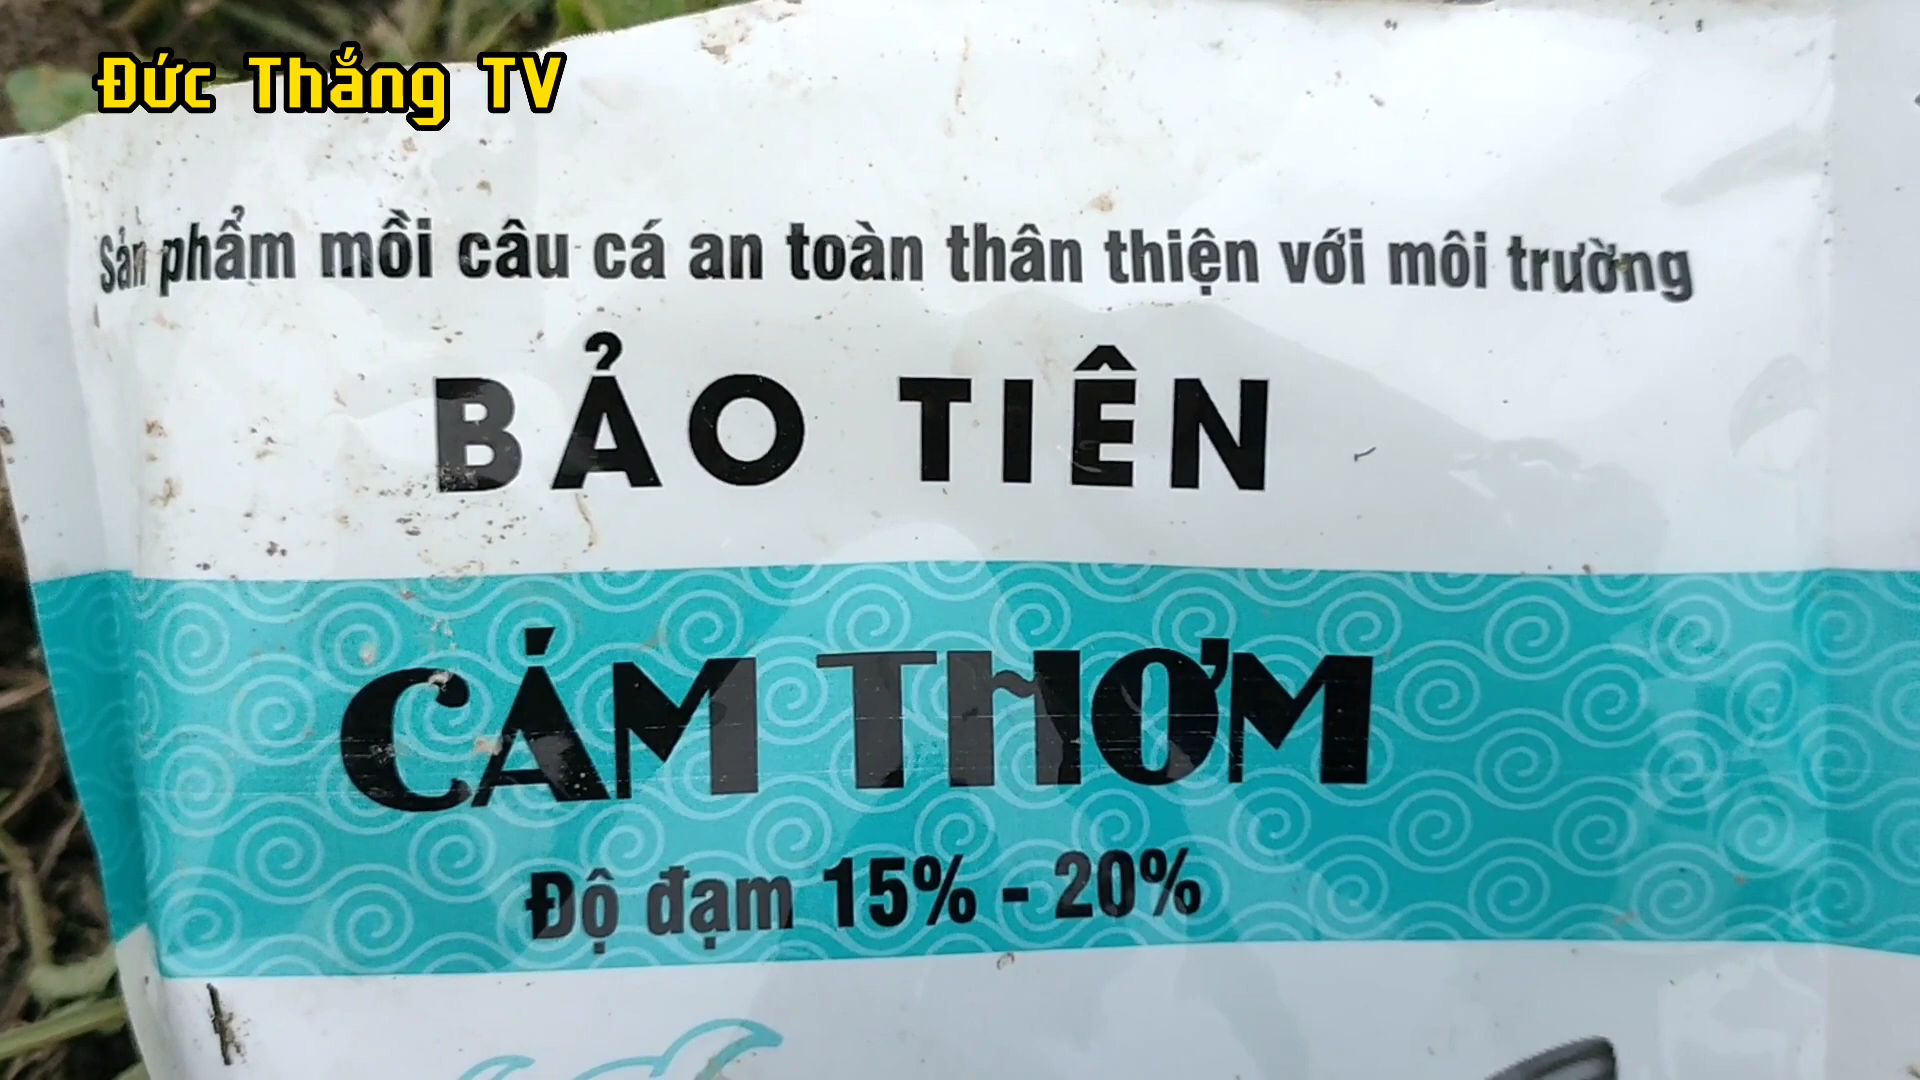 Đức Thắng TV
Sản phẩm mồi câu cá an toàn thân thiện với môi trường
BẢO TIÊN
CÁM THƠM
Độ đạm 15% - 20%